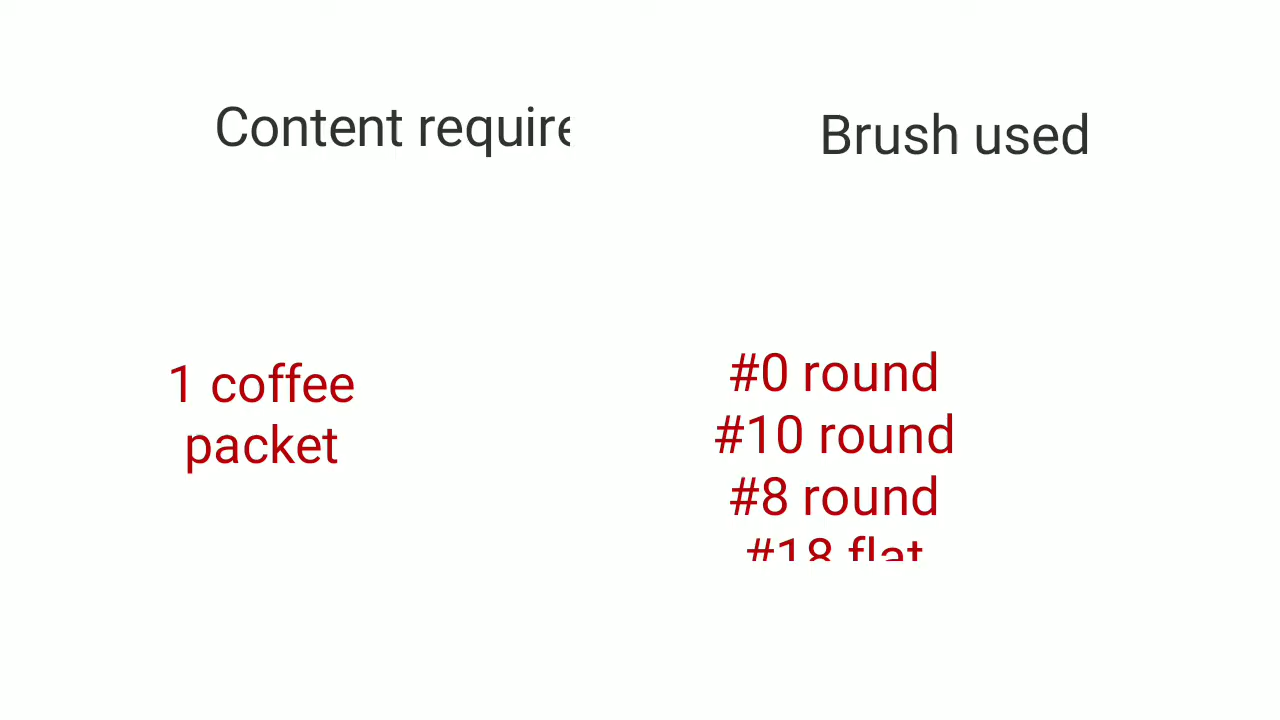 Content require
Brush used
1 coffee
packet
#0 round
#10 round
#8 round
#18 flat